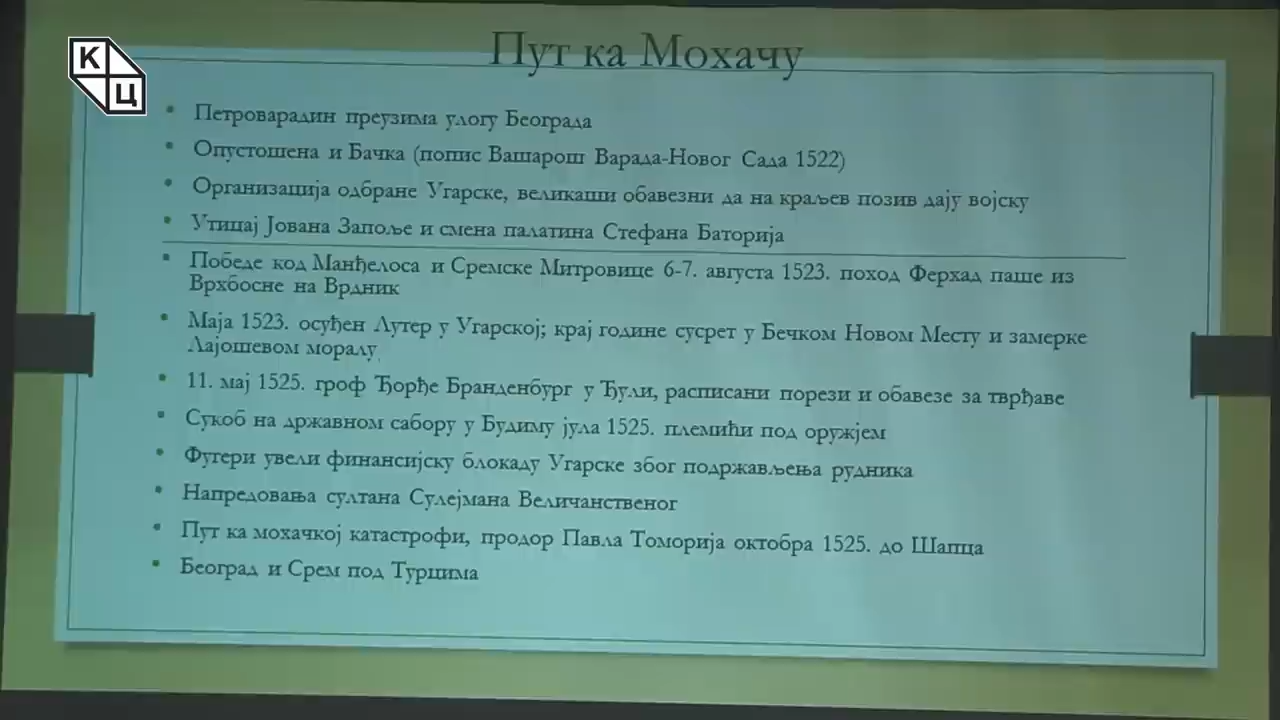 К
Ц
Пут ка Мохачу
• Петроварадин преузима улогу Београда
• Опустошена и Бачка (попис Вашарош Варада-Новог Сада 1522)
• Организација одбране Угарске, великаши обавезни да на краљев позив дају војску
• Утицај Јована Запоље и смена палатина Стефана Баторија
• Победе код Манђелоса и Сремске Митровице 6-7. августа 1523. поход Ферхад паше из
Врхбосне на Врдник
• Маја 1523. осуђен Лутер у Угарској; крај године сусрет у Бечком Новом Месту и замерке
Лајошевом моралу
• 11. мај 1525. гроф Ђорђе Бранденбург у Ђули, расписани порези и обавезе за тврђаве
• Сукоб на државном сабору у Будиму јула 1525. племићи под оружјем
• Фугери увели финансијску блокаду Угарске због подржављења рудника
• Напредовања султана Сулејмана Величанственог
• Пут ка мохачкој катастрофи, продор Павла Томорија октобра 1525. до Шапца
• Београд и Срем под Турцима